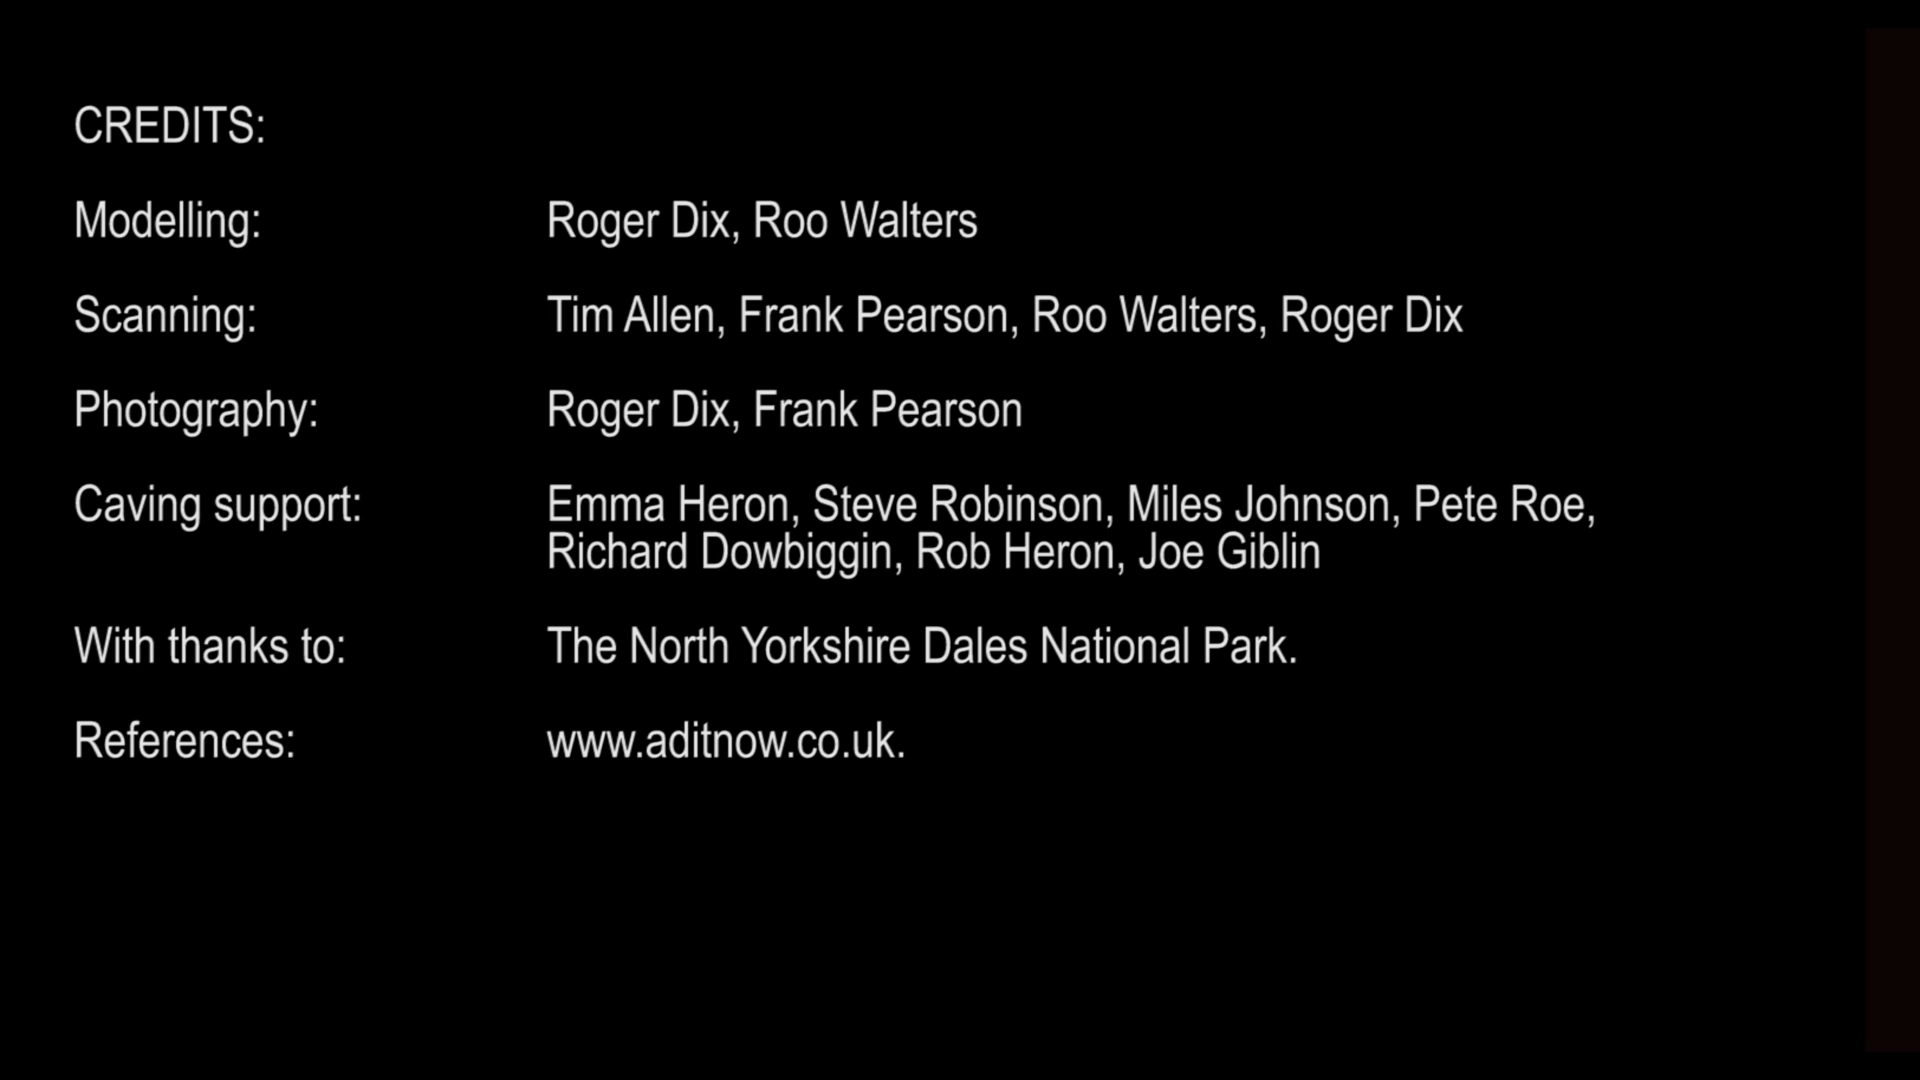 CREDITS:
Modelling: Roger Dix, Roo Walters
Scanning: Tim Allen, Frank Pearson, Roo Walters, Roger Dix
Photography: Roger Dix, Frank Pearson
Caving support: Emma Heron, Steve Robinson, Miles Johnson, Pete Roe,
Richard Dowbiggin, Rob Heron, Joe Giblin
With thanks to: The North Yorkshire Dales National Park.
References: www.aditnow.co.uk.